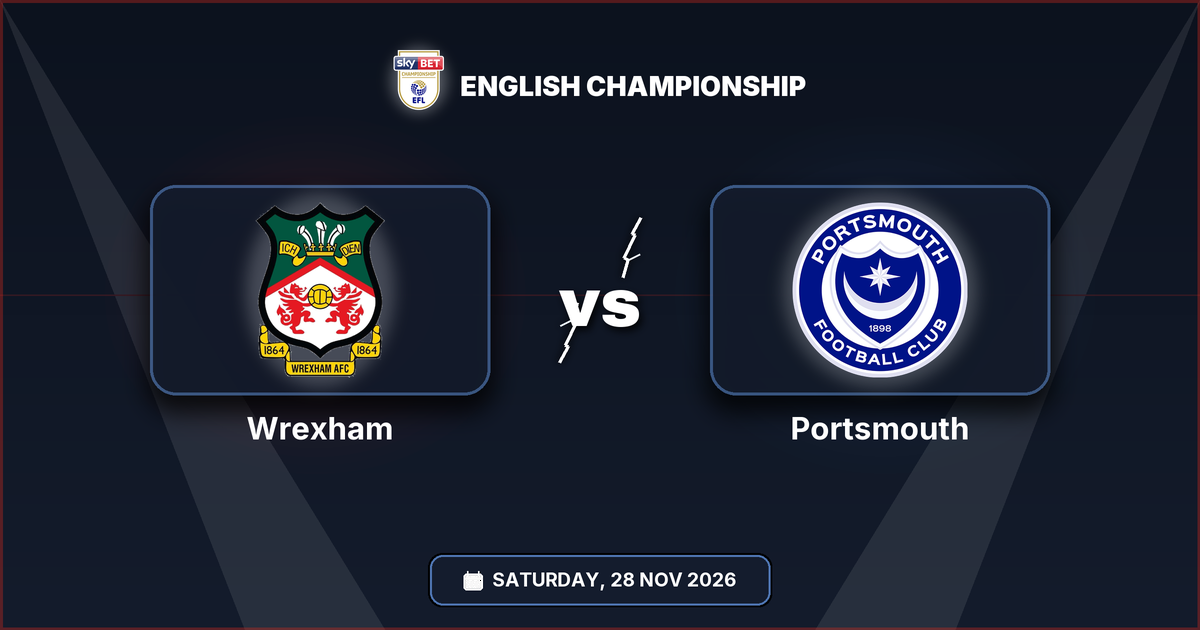 sky BET
CHAMPIONSHIP
EFL
ENGLISH CHAMPIONSHIP
ICH DIEN
1864 1864
WREXHAM AFC
vs
PORTSMOUTH
1898
FOOTBALL CLUB
Wrexham
Portsmouth
SATURDAY, 28 NOV 2026